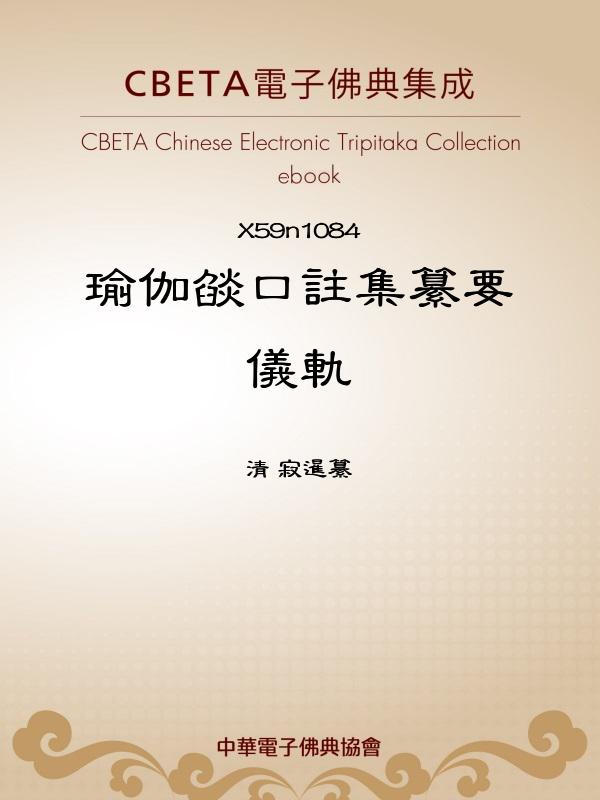 CBETA電子佛典集成
CBETA Chinese Electronic Tripitaka Collection
ebook
X59n1084
瑜伽燄口註集纂要
儀軌
清 寂暹纂
中華電子佛典協會